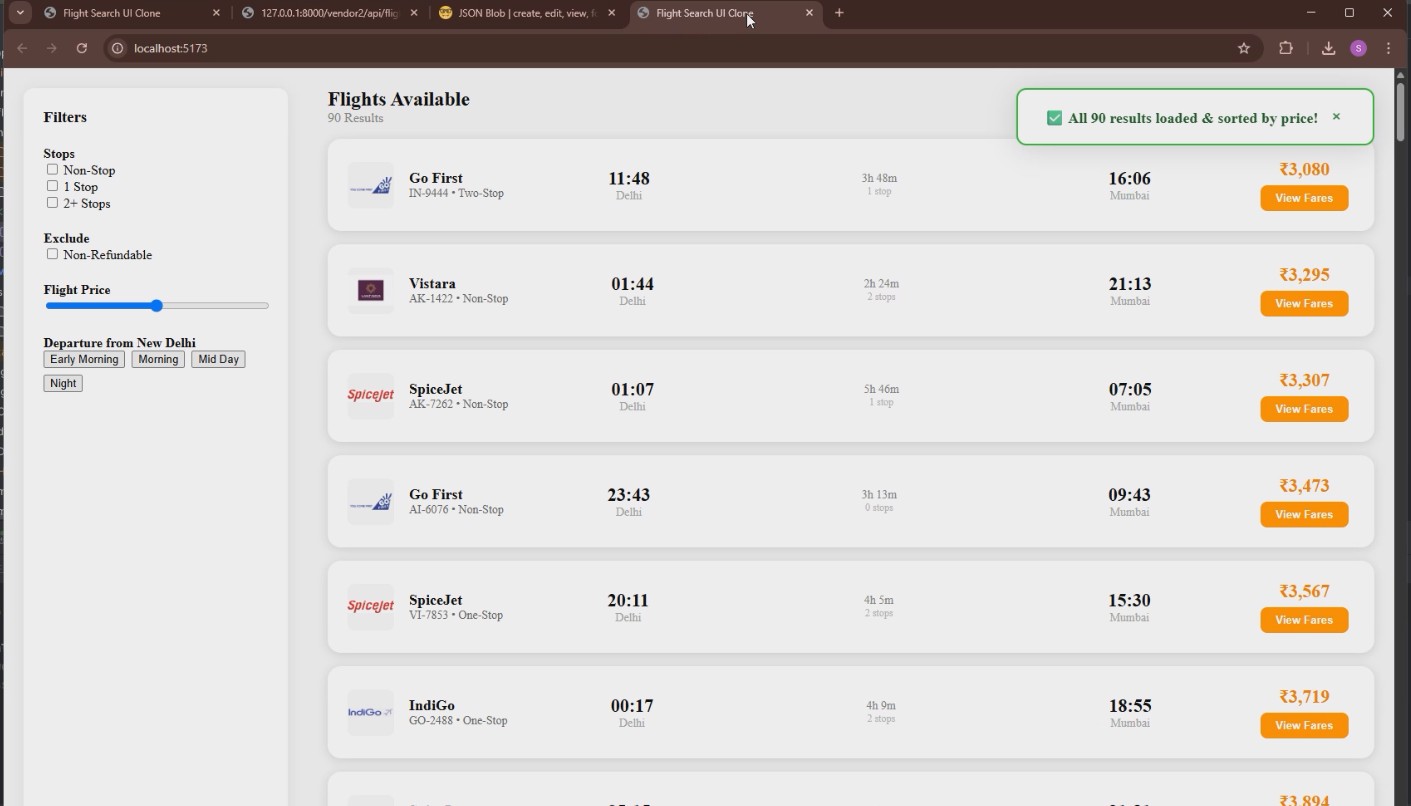 Flight Search UI Clone
127.0.0.1:8000/vendor2/api/flig
JSON Blob | create, edit, view, fo
Flight Search UI Clone
localhost:5173
S
Filters
Stops
Non-Stop
1 Stop
2+ Stops
Exclude
Non-Refundable
Flight Price
Departure from New Delhi
Early Morning
Morning
Mid Day
Night
Flights Available
90 Results
✅ All 90 results loaded & sorted by price! ×
Go First
IN-9444 • Two-Stop
11:48
Delhi
3h 48m
1 stop
16:06
Mumbai
₹3,080
View Fares
Vistara
AK-1422 • Non-Stop
01:44
Delhi
2h 24m
2 stops
21:13
Mumbai
₹3,295
View Fares
SpiceJet
SpiceJet
AK-7262 • Non-Stop
01:07
Delhi
5h 46m
1 stop
07:05
Mumbai
₹3,307
View Fares
Go First
AI-6076 • Non-Stop
23:43
Delhi
3h 13m
0 stops
09:43
Mumbai
₹3,473
View Fares
SpiceJet
SpiceJet
VI-7853 • One-Stop
20:11
Delhi
4h 5m
2 stops
15:30
Mumbai
₹3,567
View Fares
IndiGo
IndiGo
GO-2488 • One-Stop
00:17
Delhi
4h 9m
2 stops
18:55
Mumbai
₹3,719
View Fares
₹3,894